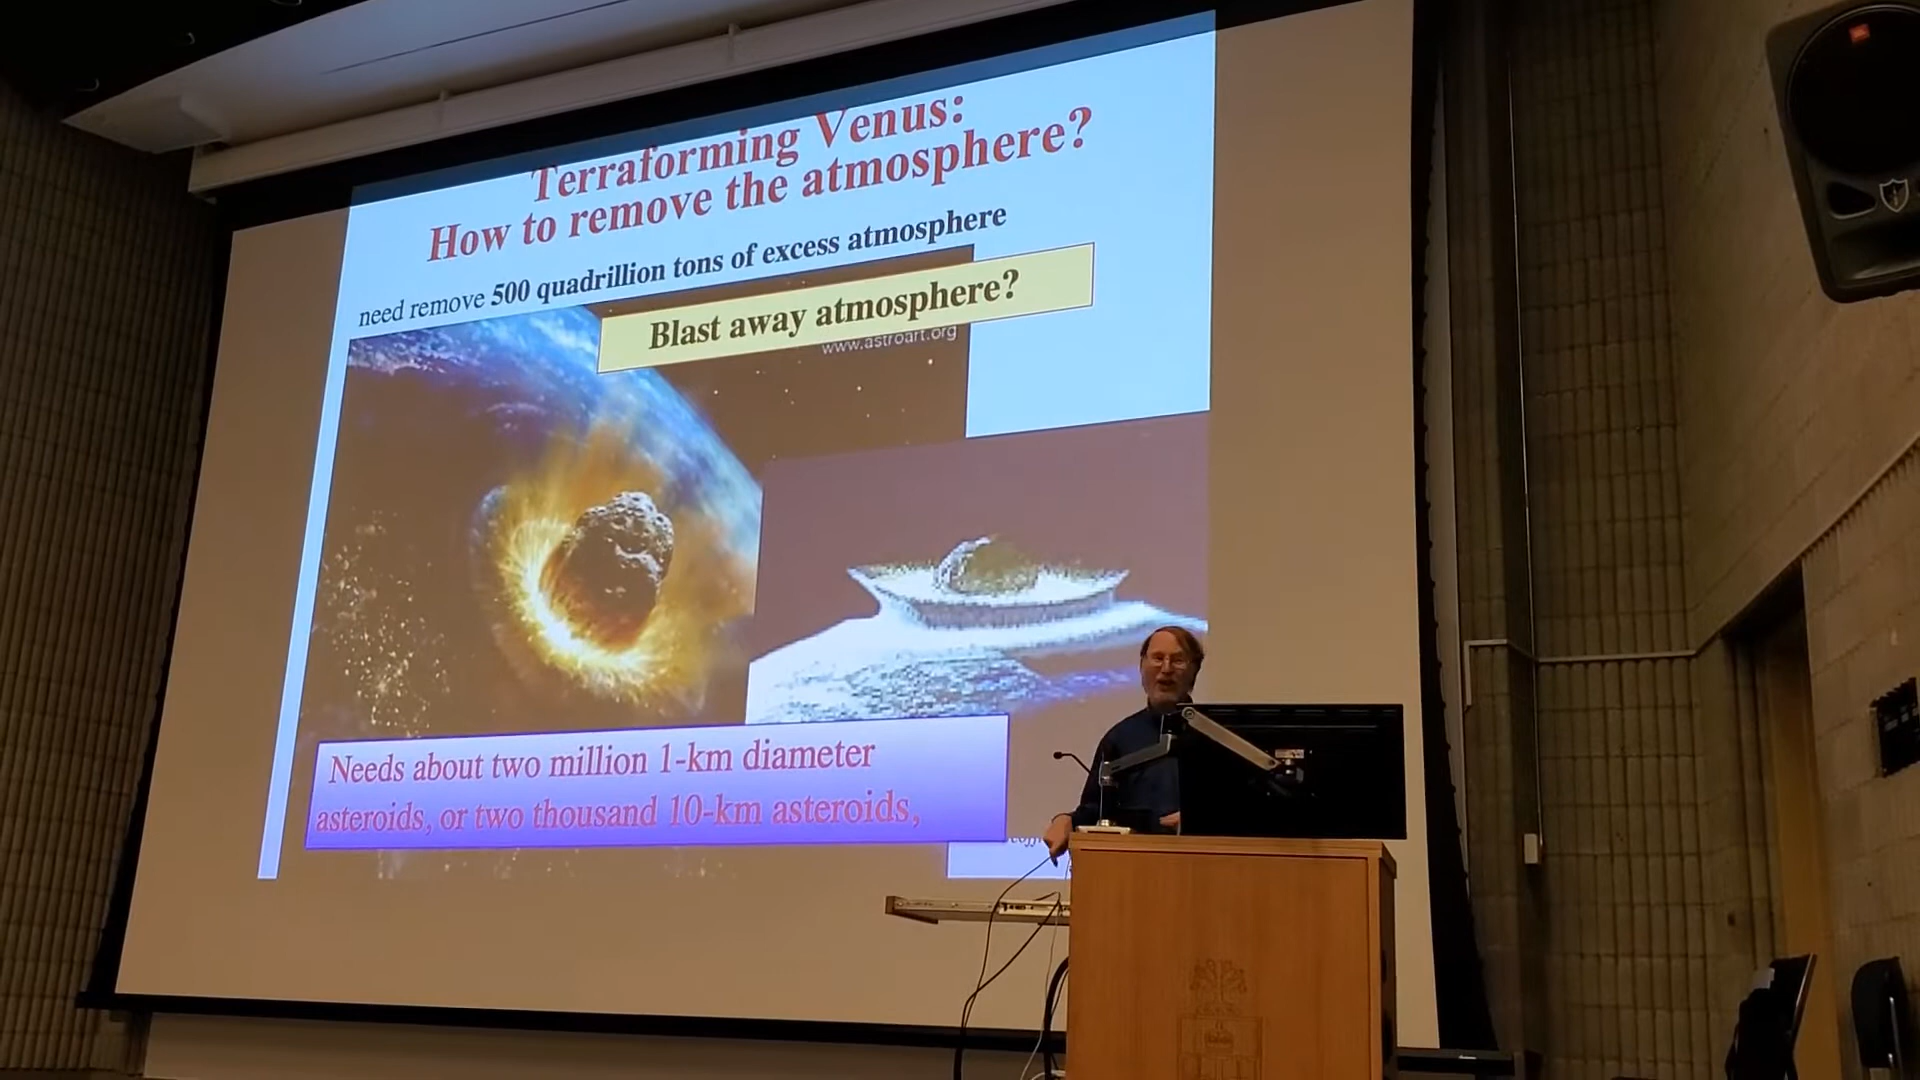 Terraforming Venus:
How to remove the atmosphere?
need remove 500 quadrillion tons of excess atmosphere
Blast away atmosphere?
www.astroart.org
Needs about two million 1-km diameter
asteroids, or two thousand 10-km asteroids,